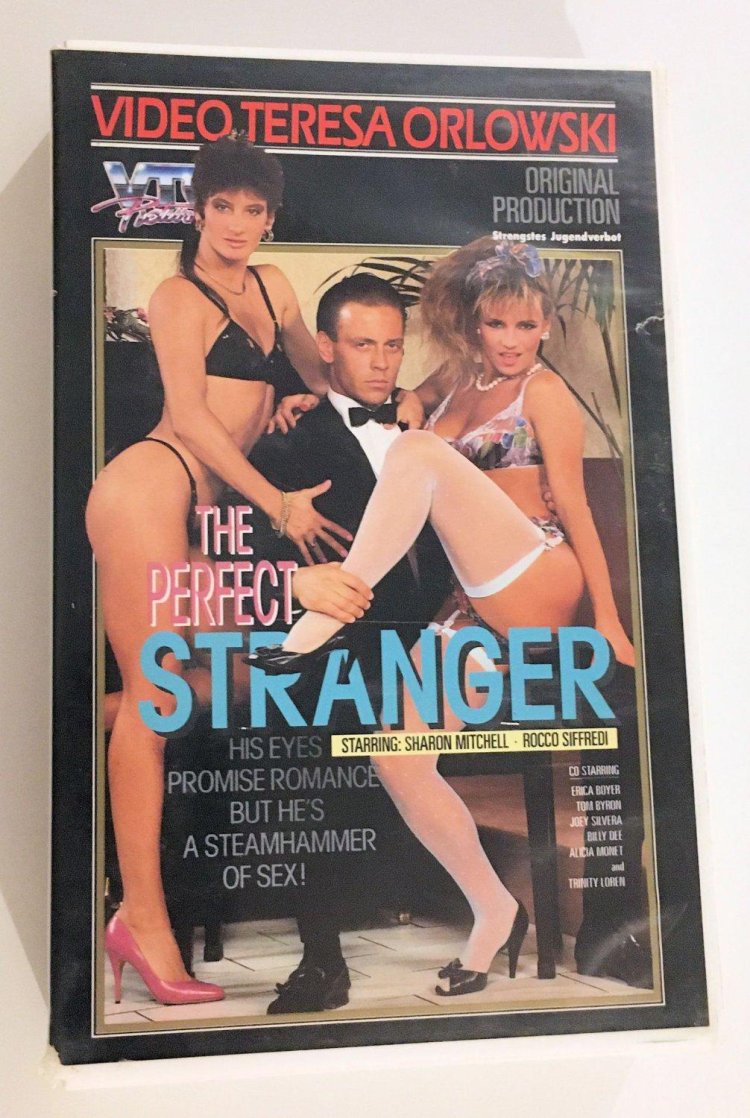 VIDEO TERESA ORLOWSKI
VTO
ORIGINAL
PRODUCTION
Strengstes Jugendverbot
THE
PERFECT
STRANGER
STARRING: SHARON MITCHELL · ROCCO SIFFREDI
HIS EYES
PROMISE ROMANCE
BUT HE'S
A STEAMHAMMER
OF SEX!
CO STARRING
ERICA BOYER
TOM BYRON
JOEY SILVERA
BILLY DEE
ALICIA MONET
and
TRINITY LOREN